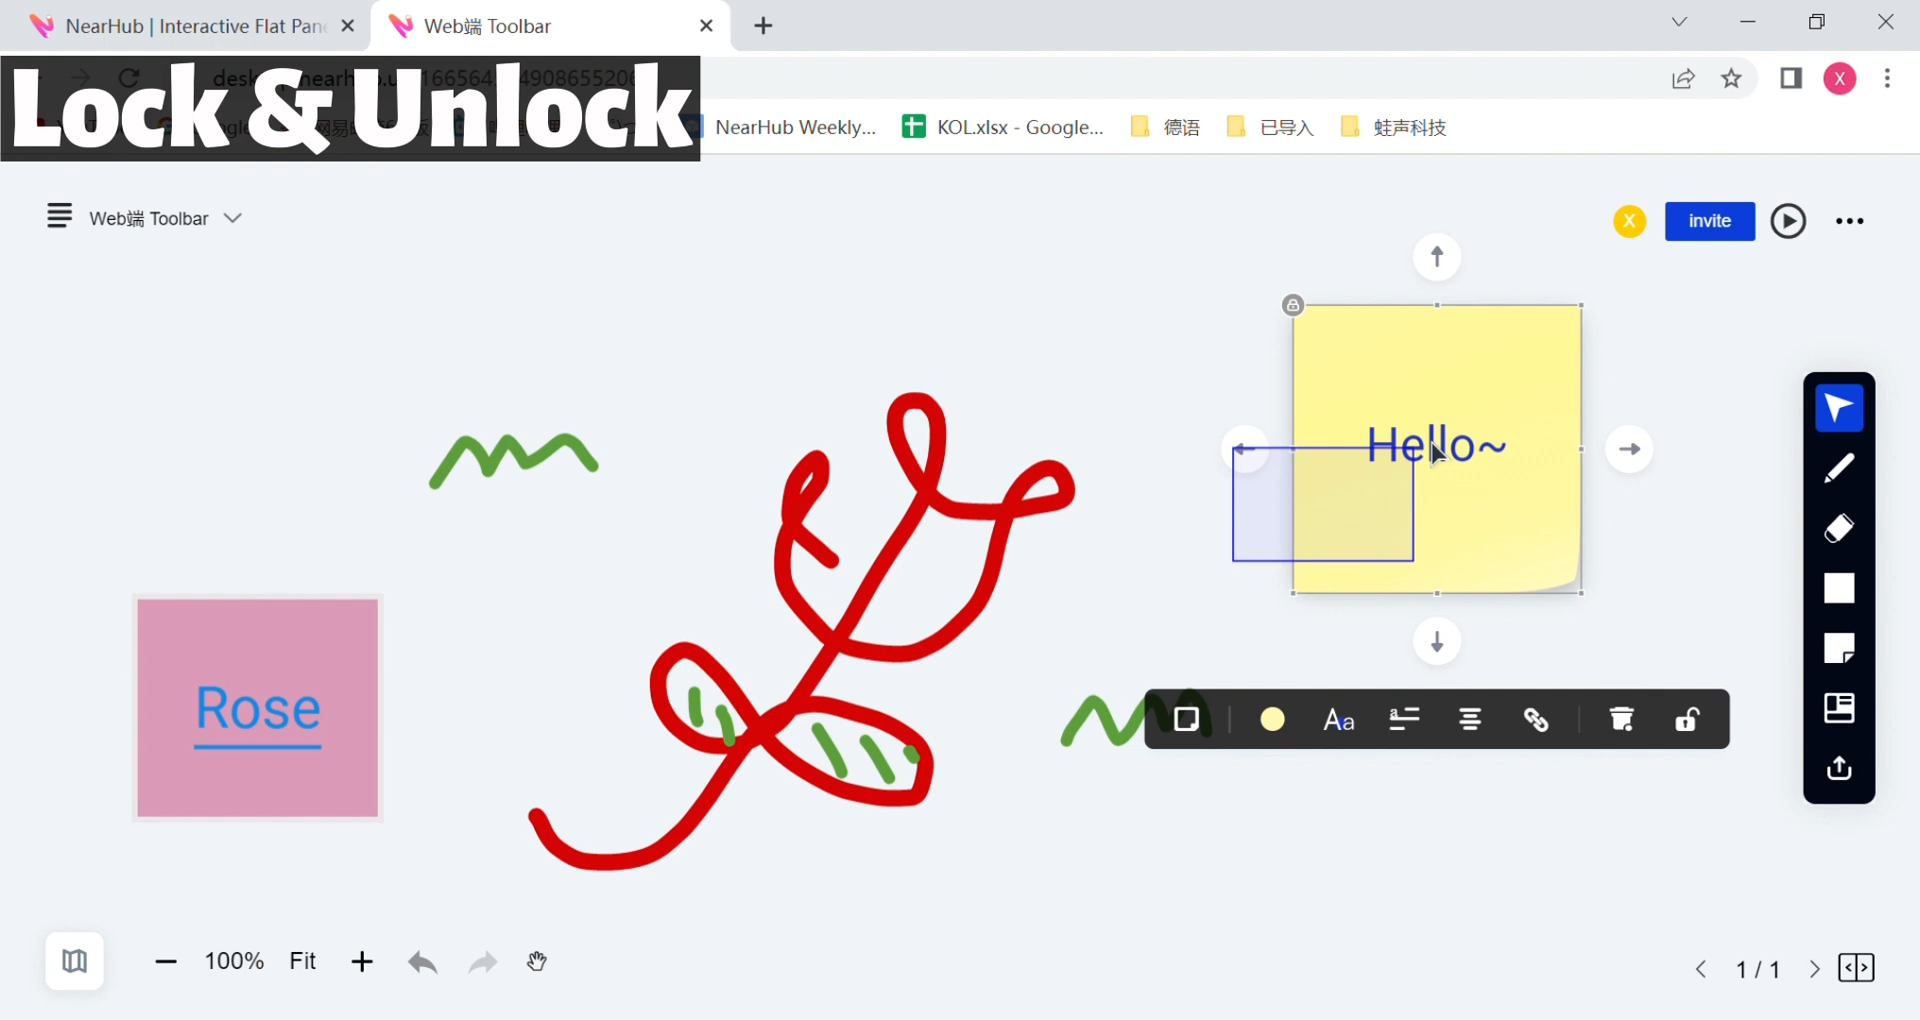 NearHub | Interactive Flat Pan
Web端 Toolbar
Lock & Unlock
NearHub Weekly...
KOL.xlsx - Google...
德语
已导入
蛙声科技
X
Web端 Toolbar
X
invite
Hello~
Rose
Aa
100%
Fit
1 / 1